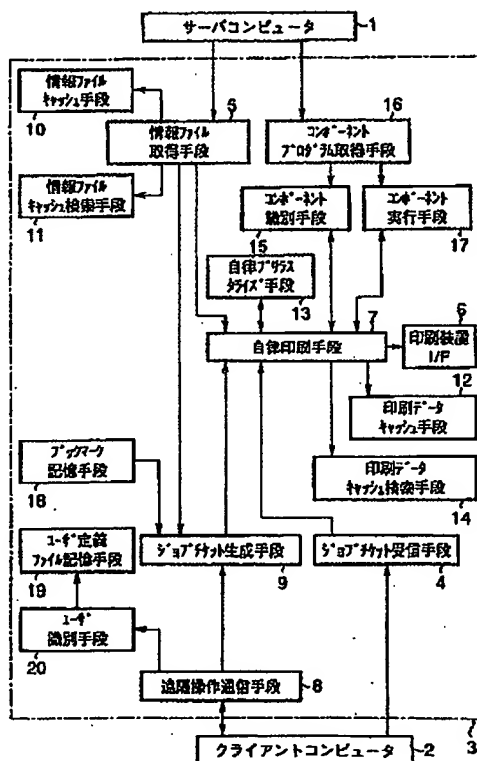 サーバコンピュータ
1
情報ファイル
キャッシュ手段
10
5
情報ファイル
取得手段
16
コンポーネント
プログラム取得手段
情報ファイル
キャッシュ検索手段
11
コンポーネント
識別手段
15
コンポーネント
実行手段
17
自律プリラス
タライズ手段
13
7
自律印刷手段
6
印刷装置
I/F
12
印刷データ
キャッシュ手段
ブックマーク
記憶手段
18
印刷データ
キャッシュ検索手段
14
ユーザ定義
ファイル記憶手段
19
ジョブチケット生成手段
9
ジョブチケット受信手段
4
ユーザ
識別手段
20
遠隔操作通信手段
8
クライアントコンピュータ
2
3